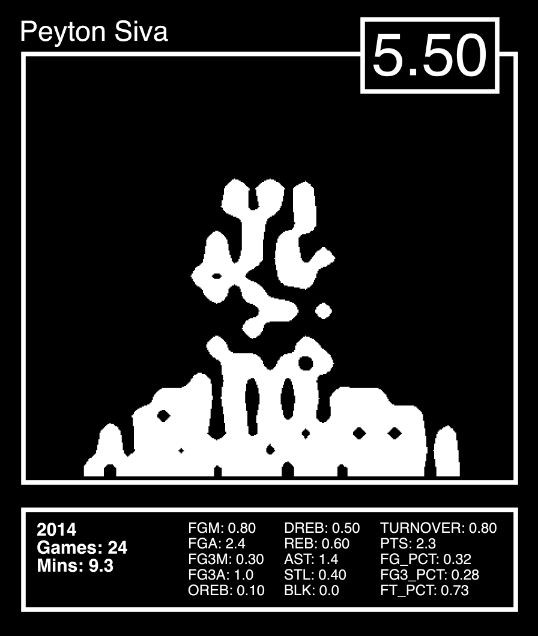 Peyton Siva
5.50
2014
Games: 24
Mins: 9.3
FGM: 0.80
FGA: 2.4
FG3M: 0.30
FG3A: 1.0
OREB: 0.10
DREB: 0.50
REB: 0.60
AST: 1.4
STL: 0.40
BLK: 0.0
TURNOVER: 0.80
PTS: 2.3
FG_PCT: 0.32
FG3_PCT: 0.28
FT_PCT: 0.73